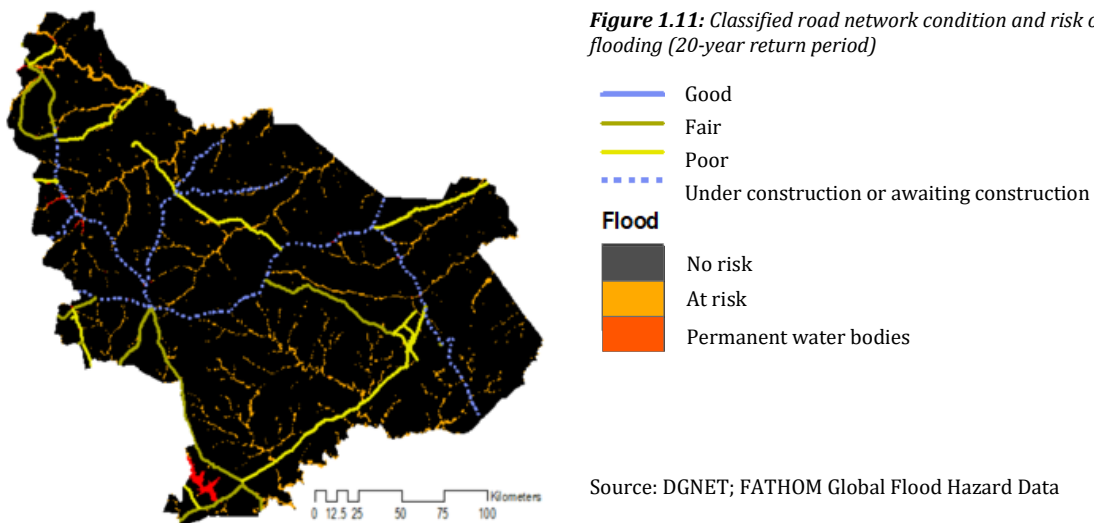 Figure 1.11: Classified road network condition and risk o
flooding (20-year return period)
Good
Fair
Poor
Under construction or awaiting construction
Flood
No risk
At risk
Permanent water bodies
Kilometers
0 12.5 25 50 75 100
Source: DGNET; FATHOM Global Flood Hazard Data